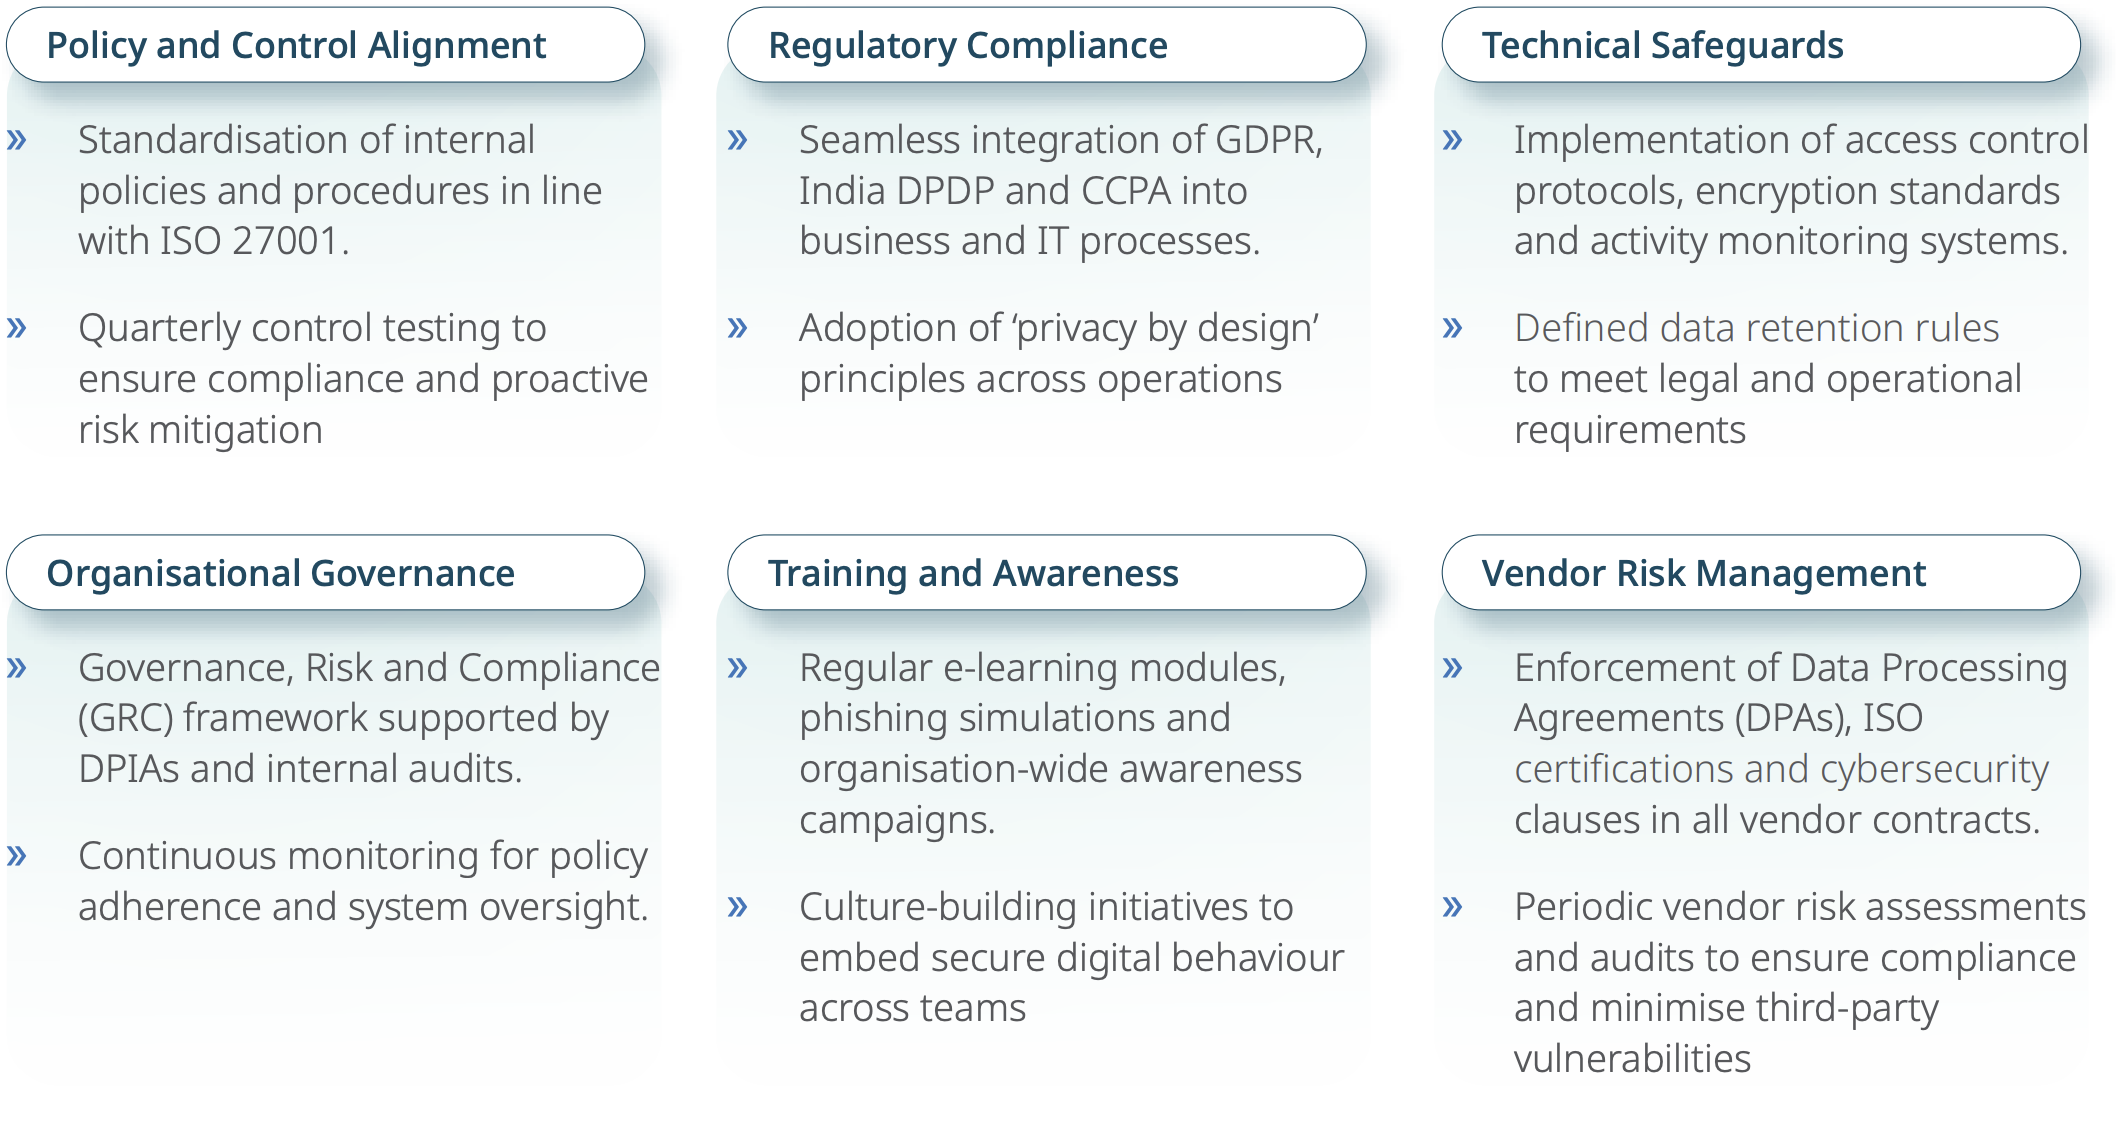 Policy and Control Alignment
» Standardisation of internal
policies and procedures in line
with ISO 27001.
» Quarterly control testing to
ensure compliance and proactive
risk mitigation
Regulatory Compliance
» Seamless integration of GDPR,
India DPDP and CCPA into
business and IT processes.
» Adoption of ‘privacy by design’
principles across operations
Technical Safeguards
» Implementation of access control
protocols, encryption standards
and activity monitoring systems.
» Defined data retention rules
to meet legal and operational
requirements
Organisational Governance
» Governance, Risk and Compliance
(GRC) framework supported by
DPIAs and internal audits.
» Continuous monitoring for policy
adherence and system oversight.
Training and Awareness
» Regular e-learning modules,
phishing simulations and
organisation-wide awareness
campaigns.
» Culture-building initiatives to
embed secure digital behaviour
across teams
Vendor Risk Management
» Enforcement of Data Processing
Agreements (DPAs), ISO
certifications and cybersecurity
clauses in all vendor contracts.
» Periodic vendor risk assessments
and audits to ensure compliance
and minimise third-party
vulnerabilities